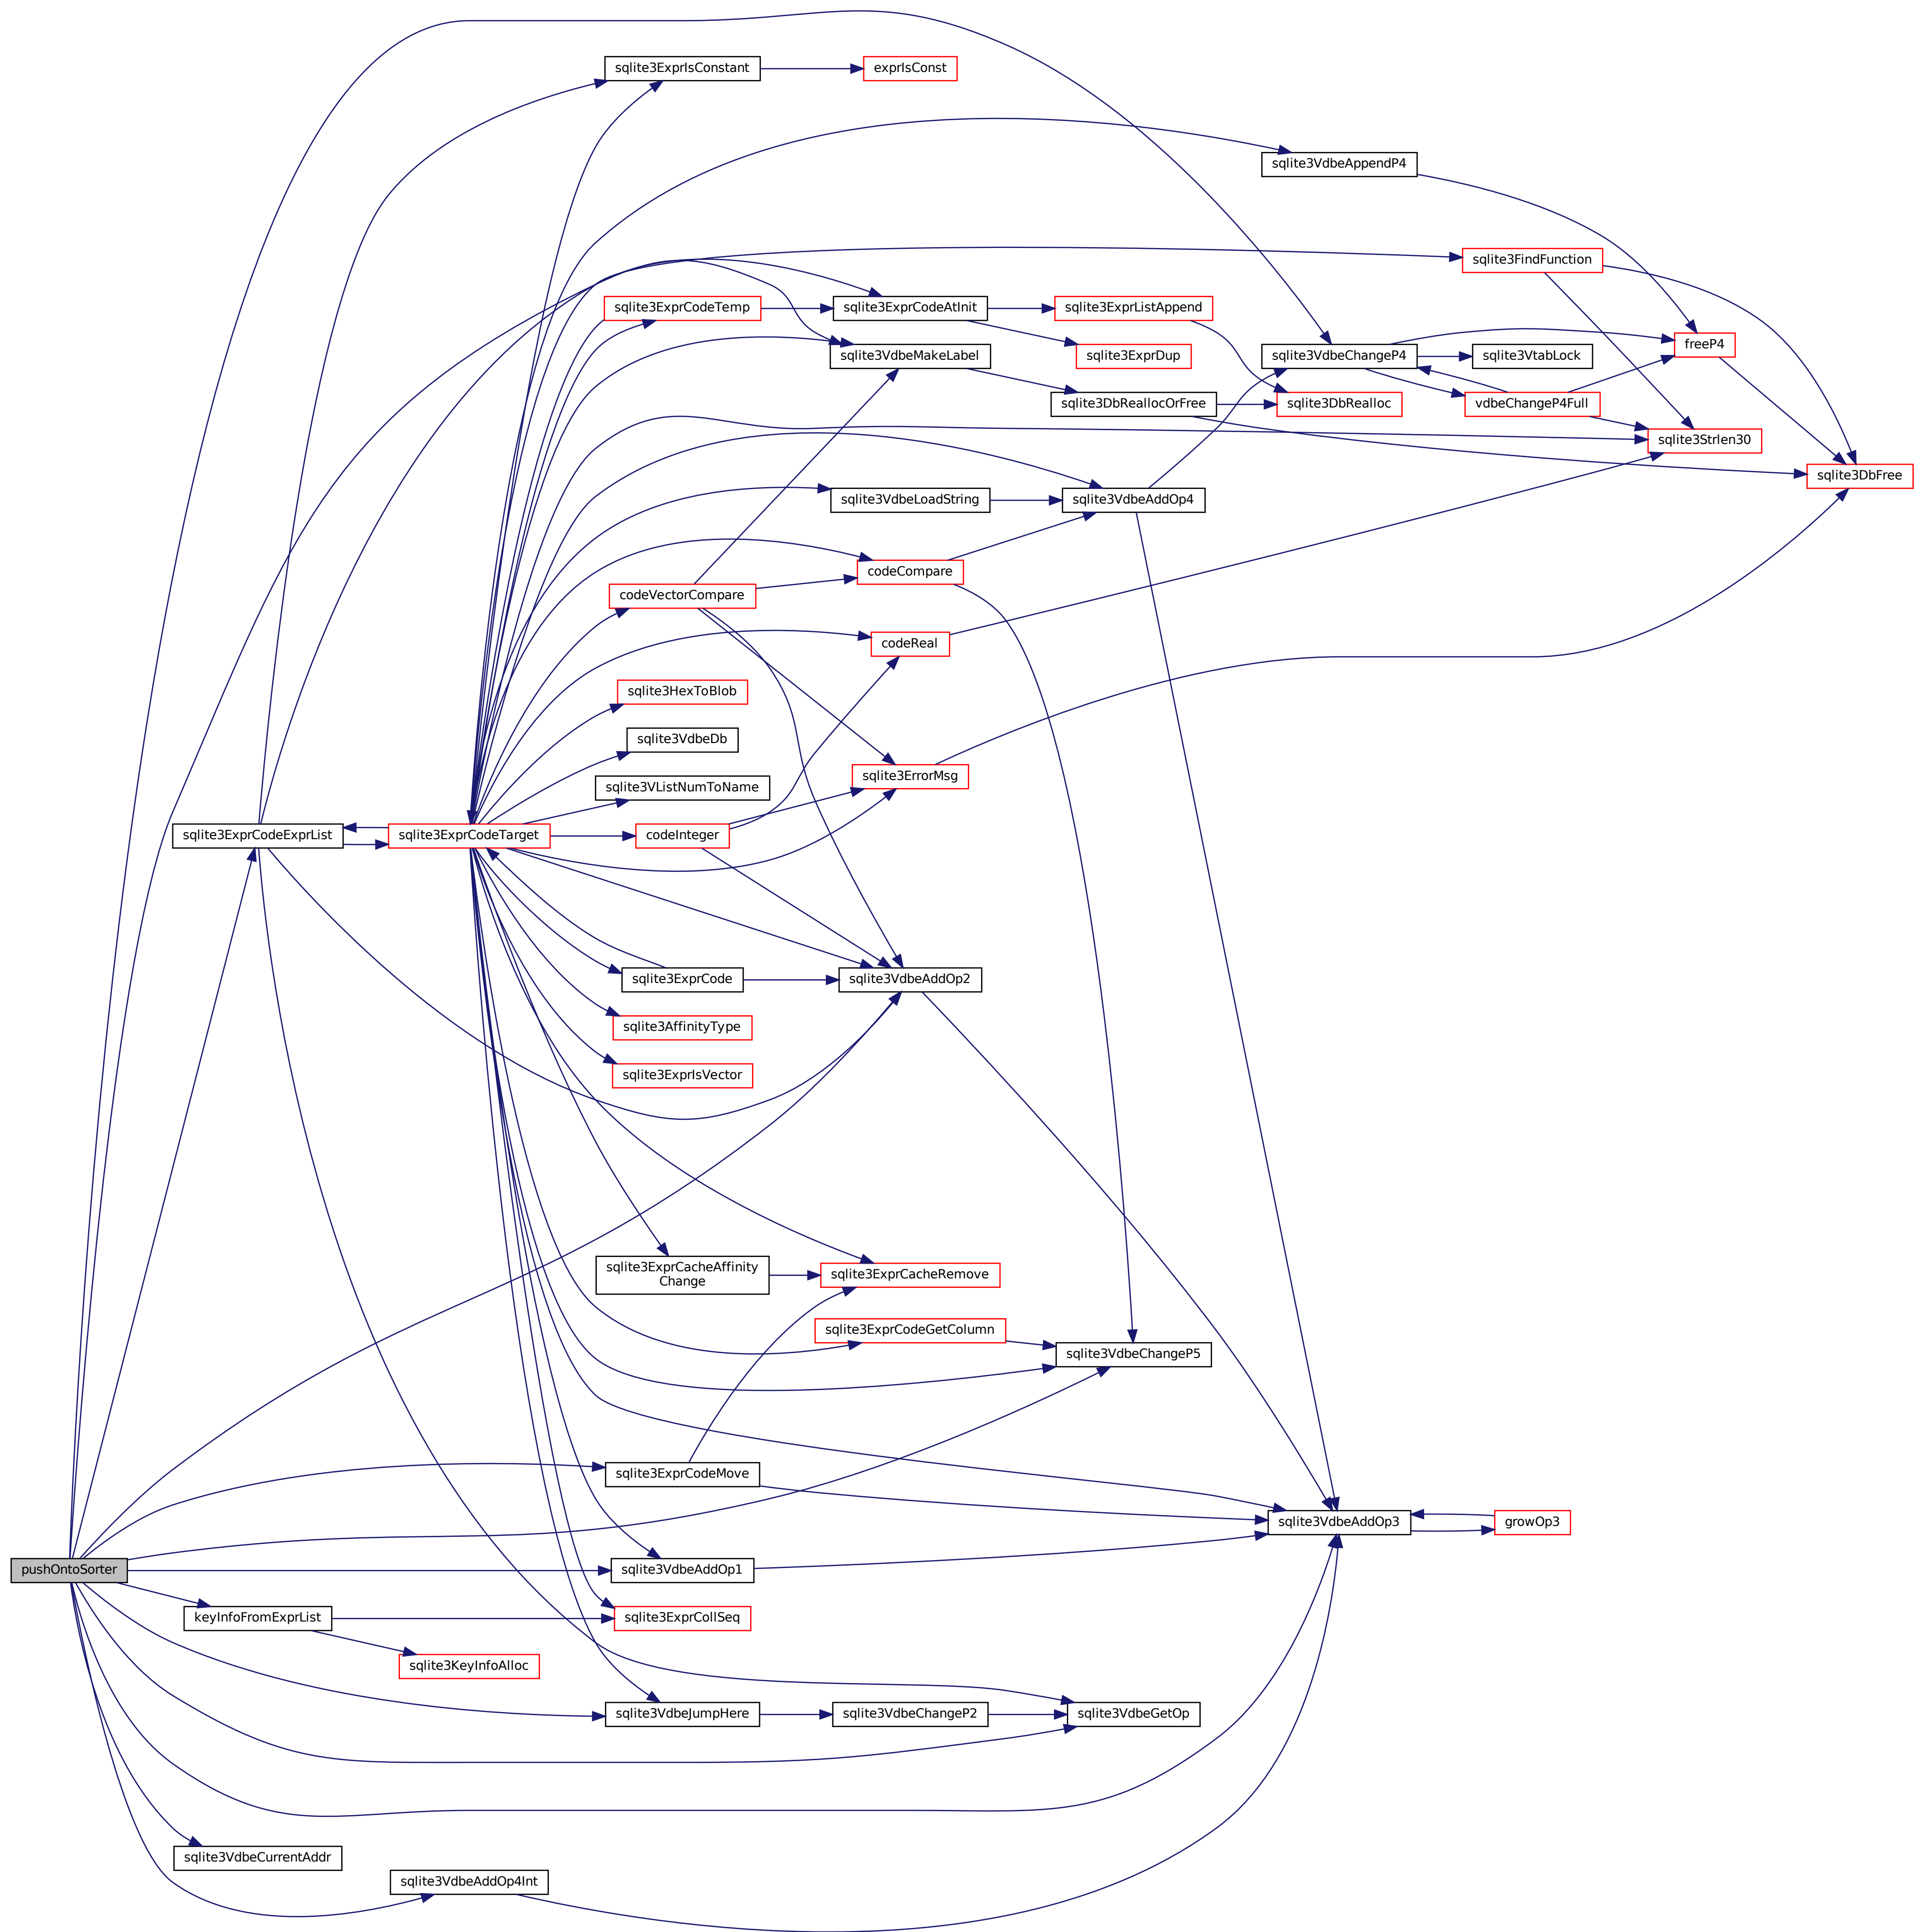 sqlite3ExprIsConstant
exprIsConst
sqlite3VdbeAppendP4
sqlite3FindFunction
sqlite3ExprCodeTemp
sqlite3ExprCodeAtInit
sqlite3ExprListAppend
sqlite3VdbeMakeLabel
sqlite3ExprDup
sqlite3VdbeChangeP4
sqlite3VtabLock
freeP4
sqlite3DbReallocOrFree
sqlite3DbRealloc
vdbeChangeP4Full
sqlite3Strlen30
sqlite3DbFree
sqlite3VdbeLoadString
sqlite3VdbeAddOp4
codeCompare
codeVectorCompare
codeReal
sqlite3HexToBlob
sqlite3VdbeDb
sqlite3ErrorMsg
sqlite3VListNumToName
sqlite3ExprCodeExprList
sqlite3ExprCodeTarget
codeInteger
sqlite3ExprCode
sqlite3VdbeAddOp2
sqlite3AffinityType
sqlite3ExprIsVector
sqlite3ExprCacheAffinity
Change
sqlite3ExprCacheRemove
sqlite3ExprCodeGetColumn
sqlite3VdbeChangeP5
sqlite3ExprCodeMove
sqlite3VdbeAddOp3
growOp3
pushOntoSorter
sqlite3VdbeAddOp1
keyInfoFromExprList
sqlite3ExprCollSeq
sqlite3KeyInfoAlloc
sqlite3VdbeJumpHere
sqlite3VdbeChangeP2
sqlite3VdbeGetOp
sqlite3VdbeCurrentAddr
sqlite3VdbeAddOp4Int